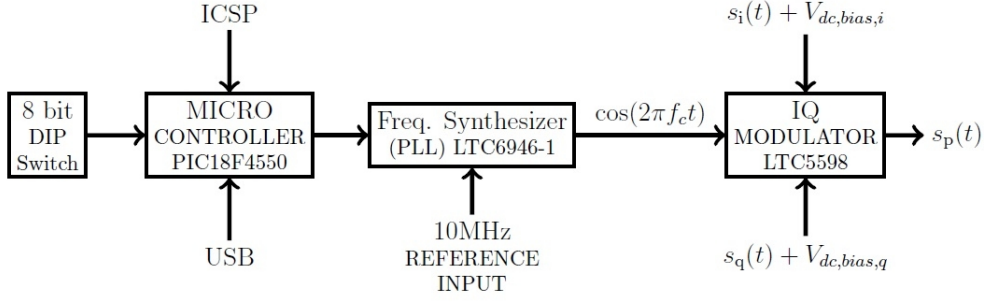 ICSP
s_i(t) + V_{dc,bias,i}
8 bit
DIP
Switch
MICRO
CONTROLLER
PIC18F4550
Freq. Synthesizer
(PLL) LTC6946-1
cos(2πf_ct)
IQ
MODULATOR
LTC5598
s_p(t)
USB
10MHz
REFERENCE
INPUT
s_q(t) + V_{dc,bias,q}